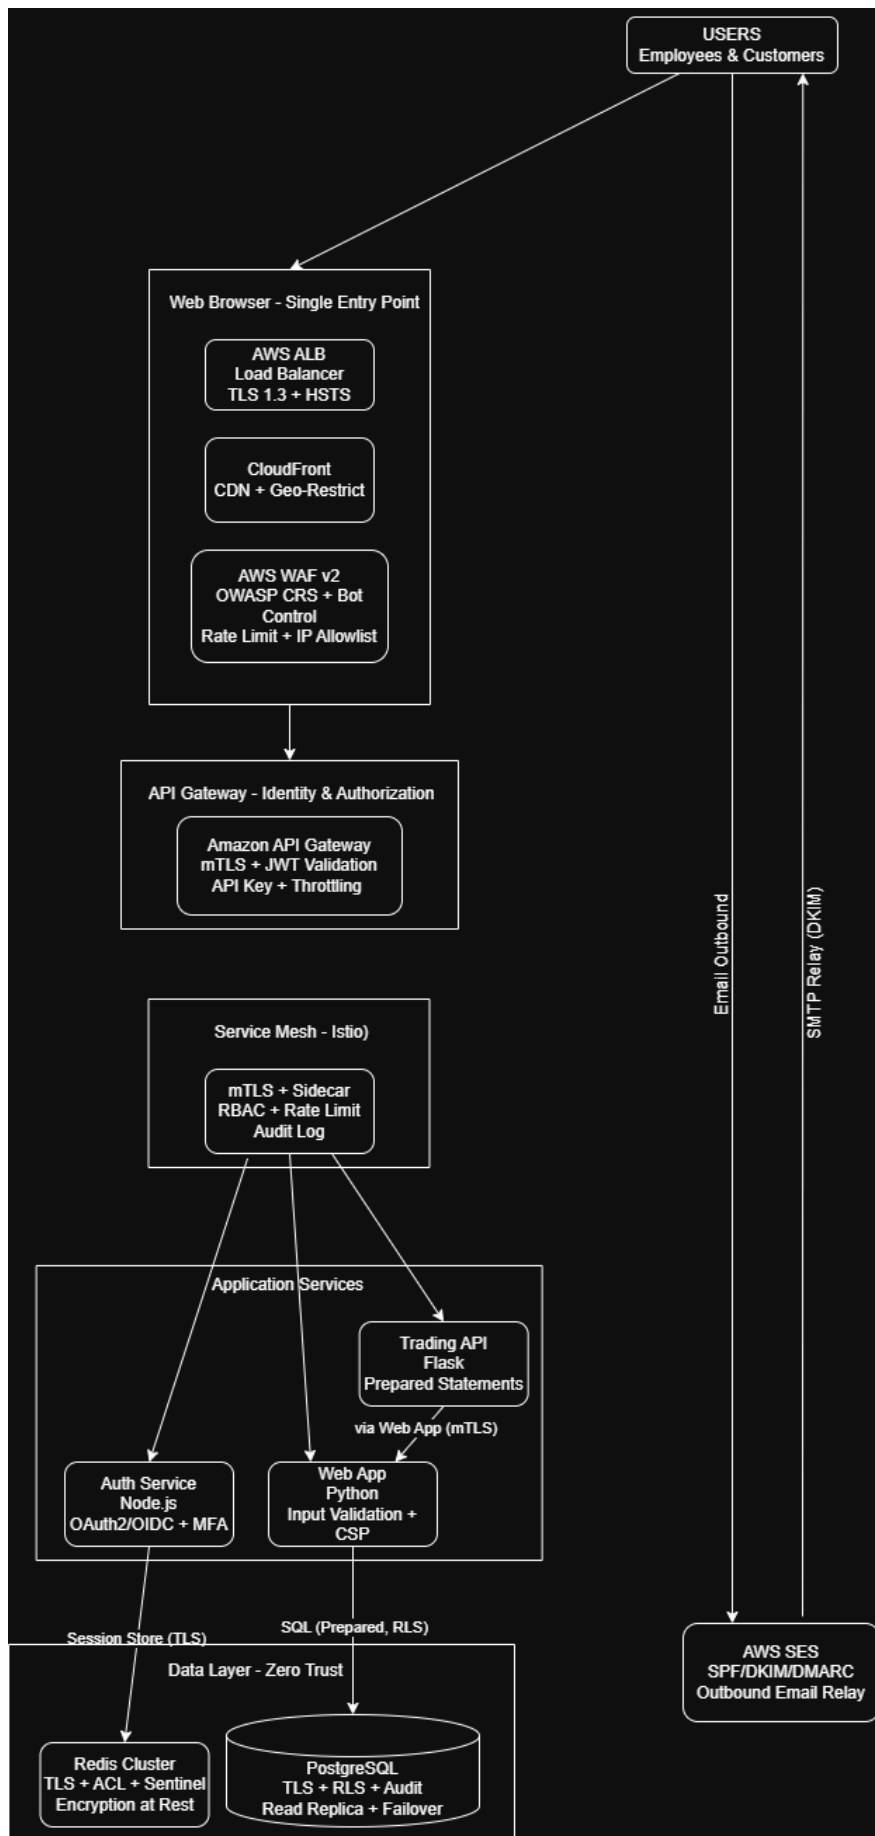 USERS
Employees & Customers
Web Browser - Single Entry Point
AWS ALB
Load Balancer
TLS 1.3 + HSTS
CloudFront
CDN + Geo-Restrict
AWS WAF v2
OWASP CRS + Bot
Control
Rate Limit + IP Allowlist
API Gateway - Identity & Authorization
Amazon API Gateway
mTLS + JWT Validation
API Key + Throttling
Email Outbound
SMTP Relay (DKIM)
Service Mesh - Istio)
mTLS + Sidecar
RBAC + Rate Limit
Audit Log
Application Services
Trading API
Flask
Prepared Statements
via Web App (mTLS)
Auth Service
Node.js
OAuth2/OIDC + MFA
Web App
Python
Input Validation +
CSP
Session Store (TLS)
SQL (Prepared, RLS)
AWS SES
SPF/DKIM/DMARC
Outbound Email Relay
Data Layer - Zero Trust
Redis Cluster
TLS + ACL + Sentinel
Encryption at Rest
PostgreSQL
TLS + RLS + Audit
Read Replica + Failover